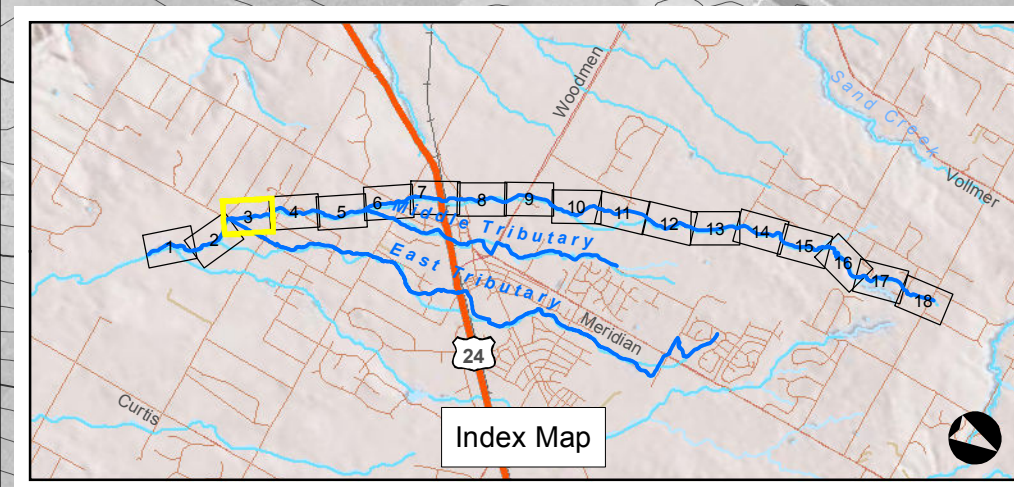 Woodmen
Sand Creek
Vollmer
1
2
3
4
5
6
7
8
9
10
11
12
13
14
15
16
17
18
Middle Tributary
East Tributary
Meridian
24
Curtis
Index Map